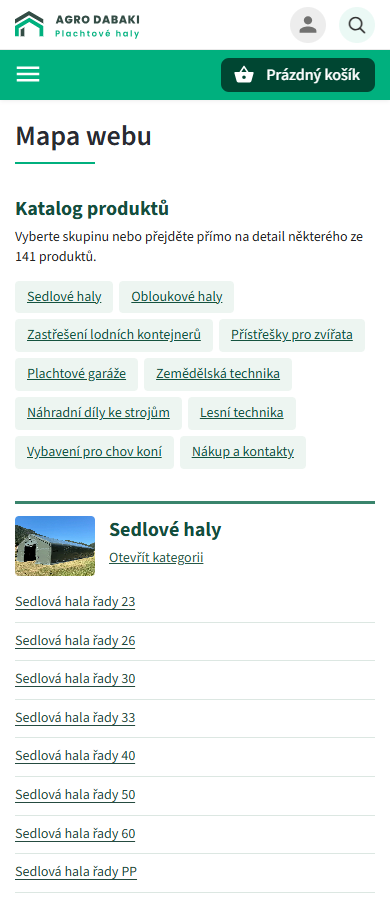 AGRO DABAKI
Plachtové haly
Prázdný košík
Mapa webu
Katalog produktů
Vyberte skupinu nebo přejděte přímo na detail některého ze
141 produktů.
Sedlové haly
Obloukové haly
Zastřešení lodních kontejnerů
Přístřešky pro zvířata
Plachtové garáže
Zemědělská technika
Náhradní díly ke strojům
Lesní technika
Vybavení pro chov koní
Nákup a kontakty
Sedlové haly
Otevřít kategorii
Sedlová hala řady 23
Sedlová hala řady 26
Sedlová hala řady 30
Sedlová hala řady 33
Sedlová hala řady 40
Sedlová hala řady 50
Sedlová hala řady 60
Sedlová hala řady PP